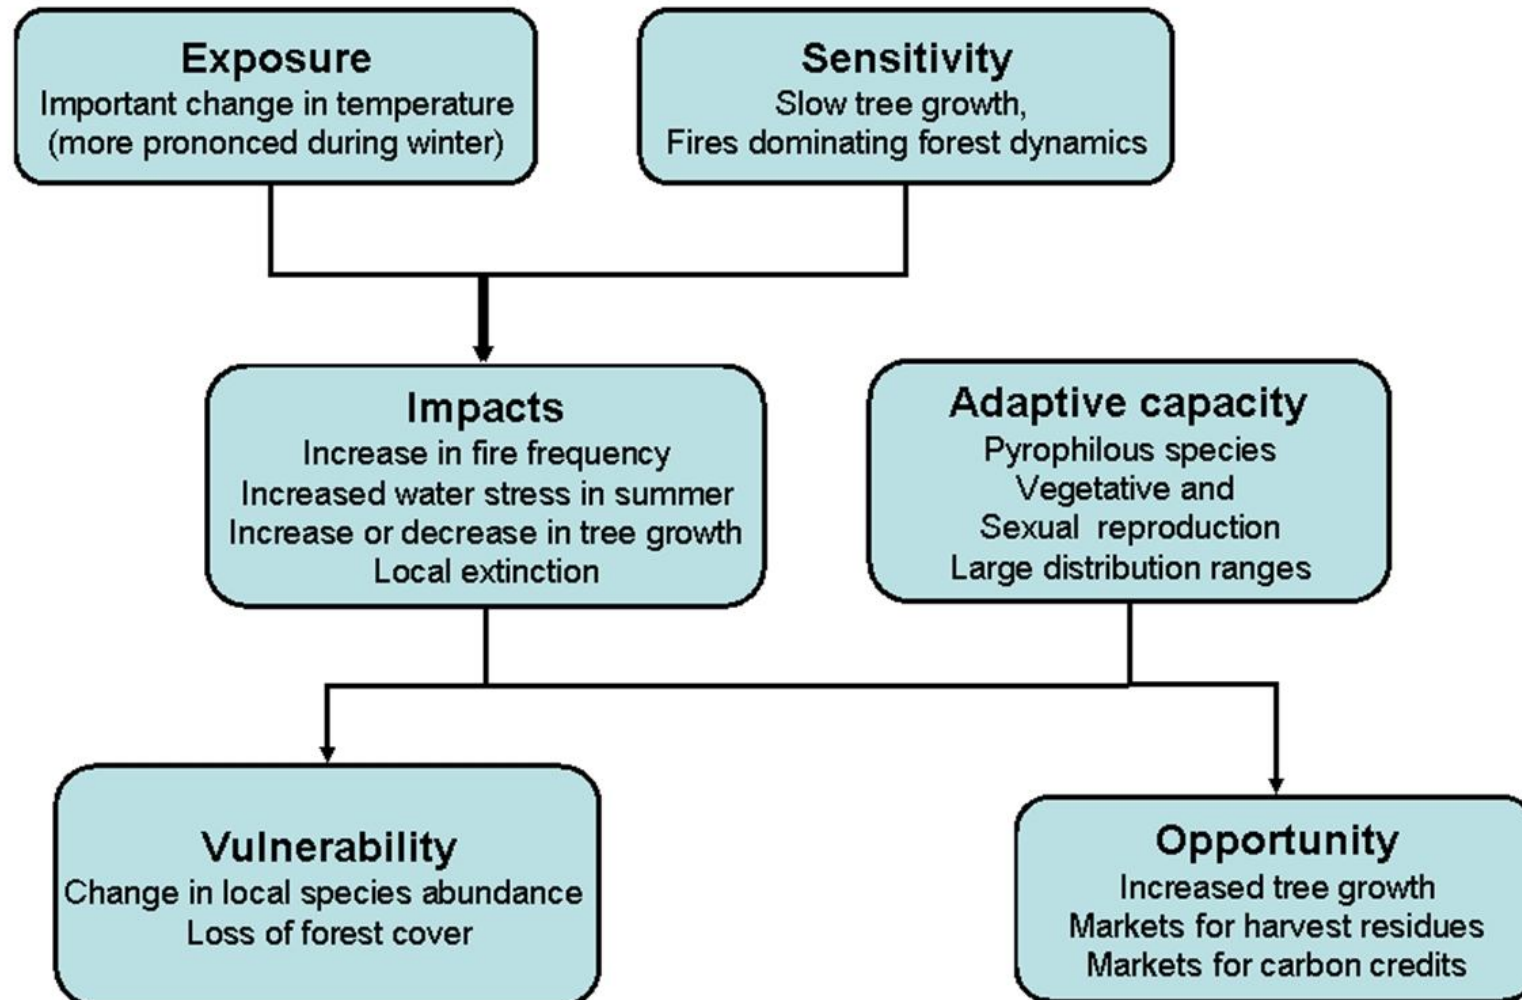 Exposure
Important change in temperature
(more prononced during winter)
Sensitivity
Slow tree growth,
Fires dominating forest dynamics
Impacts
Increase in fire frequency
Increased water stress in summer
Increase or decrease in tree growth
Local extinction
Adaptive capacity
Pyrophilous species
Vegetative and
Sexual reproduction
Large distribution ranges
Vulnerability
Change in local species abundance
Loss of forest cover
Opportunity
Increased tree growth
Markets for harvest residues
Markets for carbon credits